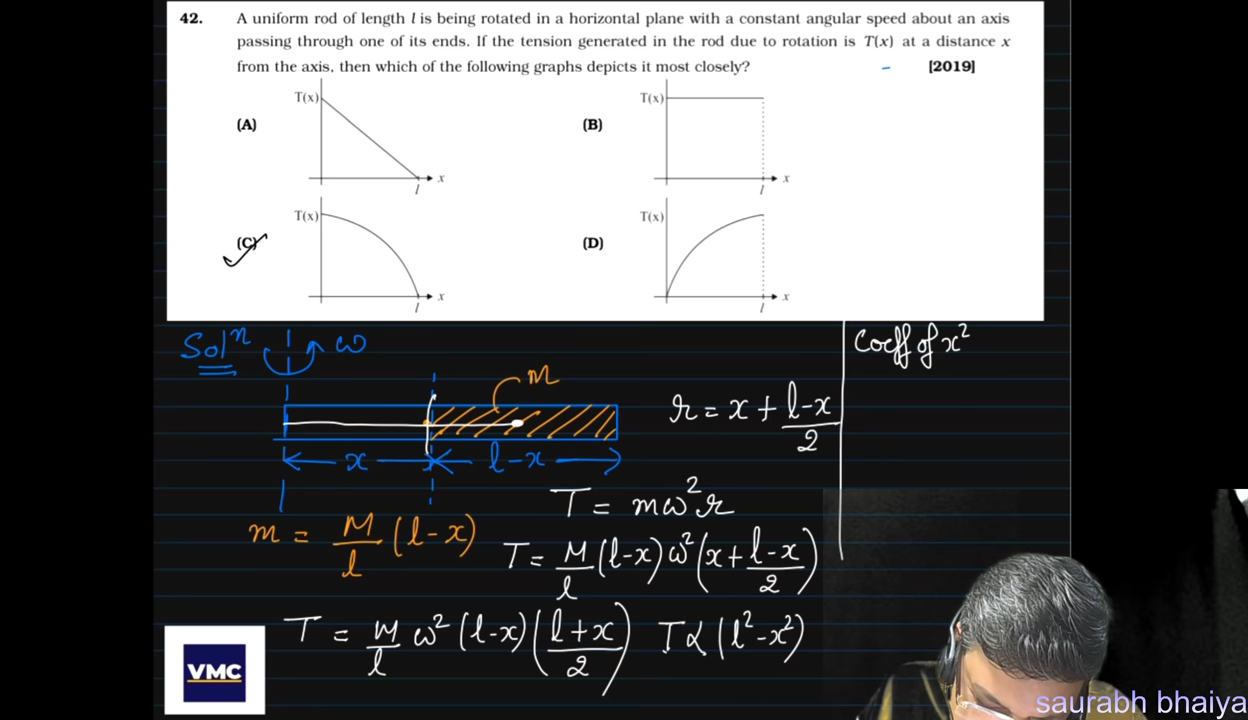 42. A uniform rod of length l is being rotated in a horizontal plane with a constant angular speed about an axis
passing through one of its ends. If the tension generated in the rod due to rotation is T(x) at a distance x
from the axis, then which of the following graphs depicts it most closely? [2019]
(A) T(x) x l
(B) T(x) x l
(C) T(x) x l
(D) T(x) x l
Solⁿ ω
m
x l-x
r = x + (l-x)/2
Coeff of x²
T = mω²r
m = M/l (l-x)
T = M/l (l-x) ω² (x + (l-x)/2)
T = M/l ω² (l-x) ((l+x)/2) T α (l²-x²)
VMC
saurabh bhaiya